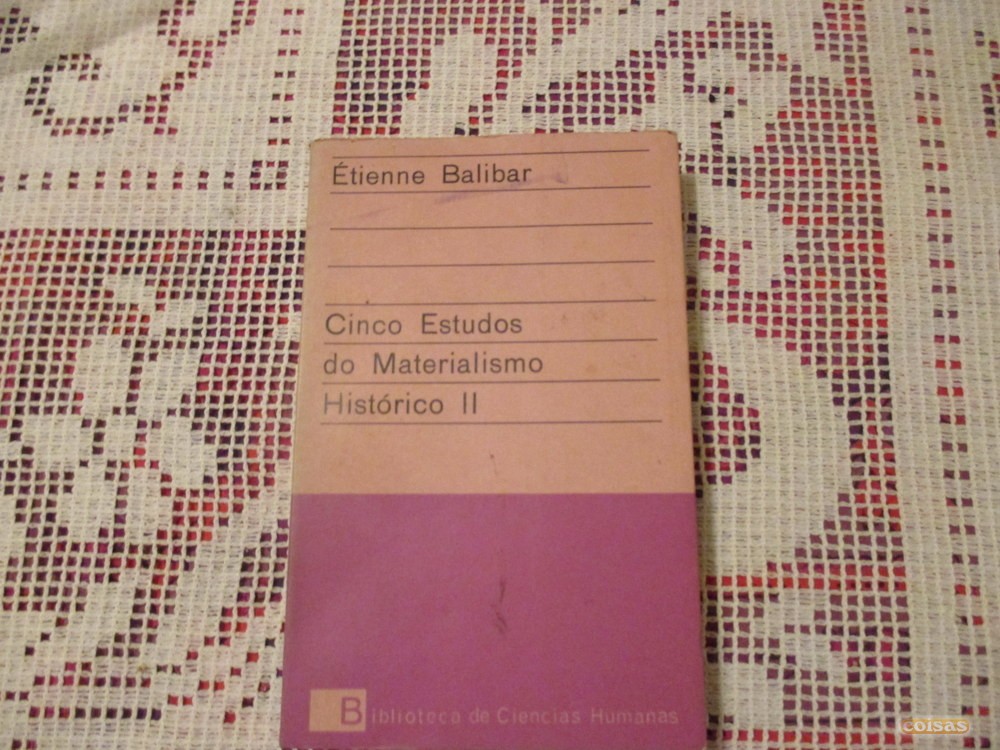 Étienne Balibar
Cinco Estudos
do Materialismo
Histórico II
Biblioteca de Ciencias Humanas
coisas